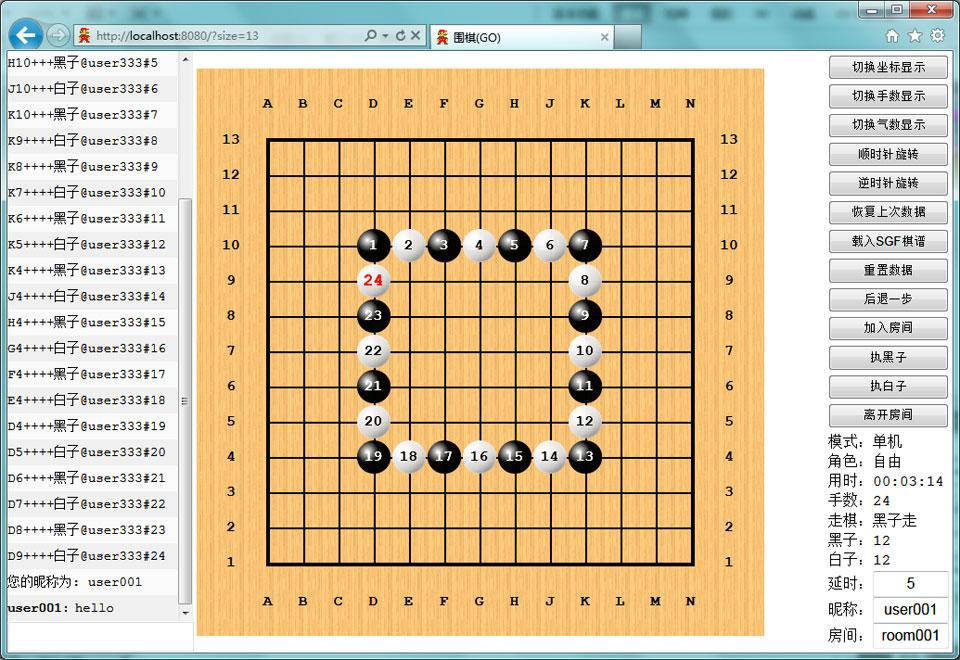 http://localhost:8080/?size=13
围棋(GO)
H10+++黑子@user333#5
J10++++白子@user333#6
K10+++黑子@user333#7
K9++++白子@user333#8
K8++++黑子@user333#9
K7++++白子@user333#10
K6++++黑子@user333#11
K5++++白子@user333#12
K4++++黑子@user333#13
J4++++白子@user333#14
H4++++黑子@user333#15
G4++++白子@user333#16
F4++++黑子@user333#17
E4++++白子@user333#18
D4++++黑子@user333#19
D5++++白子@user333#20
D6++++黑子@user333#21
D7++++白子@user333#22
D8++++黑子@user333#23
D9++++白子@user333#24
您的昵称为: user001
user001: hello
A B C D E F G H J K L M N
13 13
12 12
11 11
10 1 2 3 4 5 6 7 10
9 24 8 9
8 23 9 8
7 22 10 7
6 21 11 6
5 20 12 5
4 19 18 17 16 15 14 13 4
3 3
2 2
1 1
A B C D E F G H J K L M N
切换坐标显示
切换手数显示
切换气数显示
顺时针旋转
逆时针旋转
恢复上次数据
载入SGF棋谱
重置数据
后退一步
加入房间
执黑子
执白子
离开房间
模式: 单机
角色: 自由
用时: 00:03:14
手数: 24
走棋: 黑子走
黑子: 12
白子: 12
延时: 5
昵称: user001
房间: room001